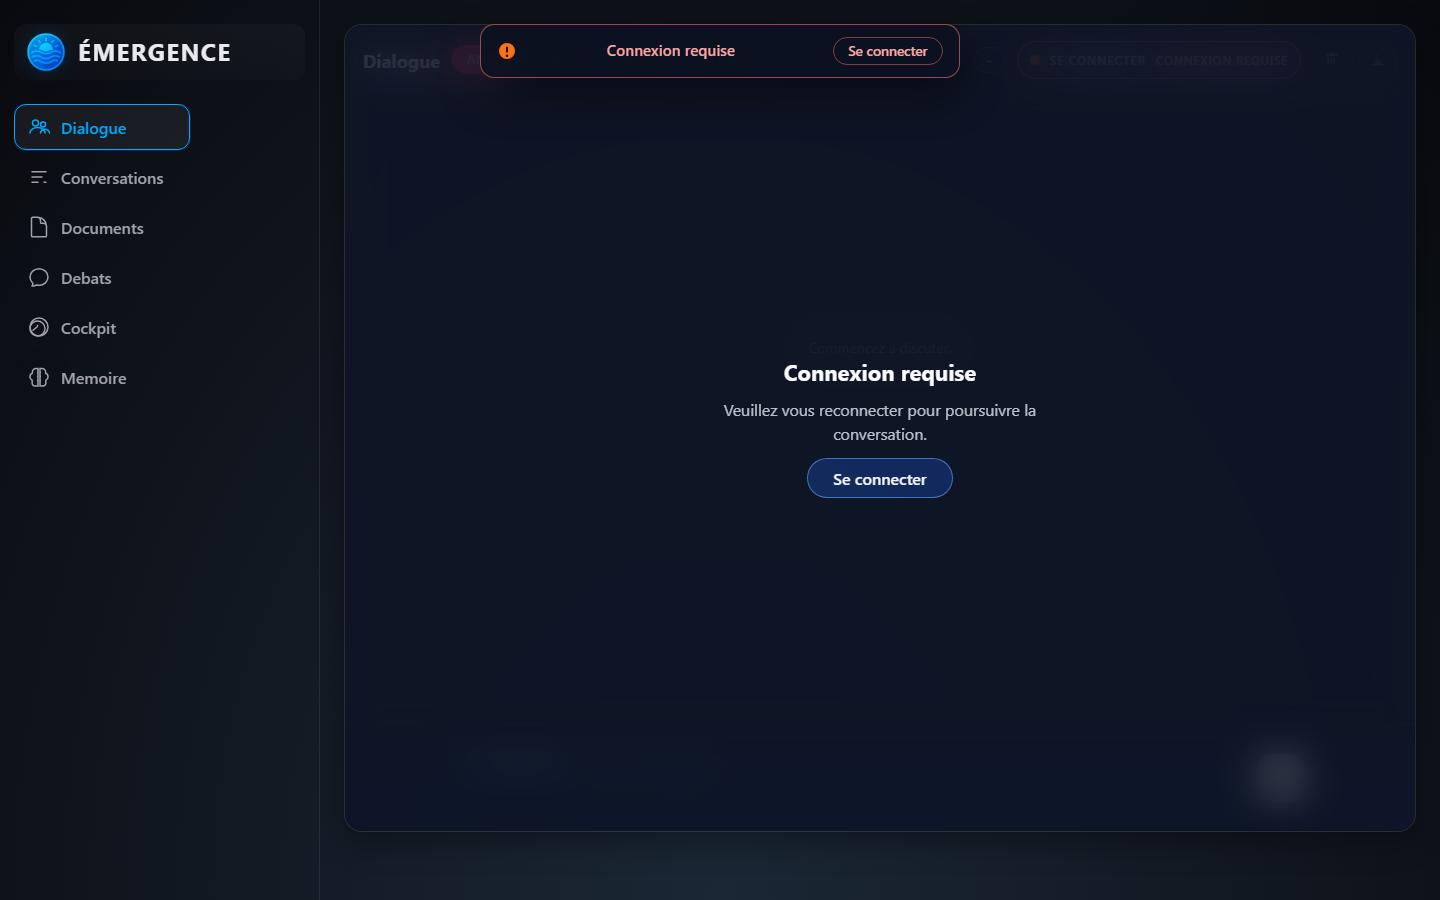 ÉMERGENCE
Dialogue
Conversations
Documents
Debats
Cockpit
Memoire
Dialogue
Connexion requise
Se connecter
SE CONNECTER CONNEXION REQUISE
Commencez à discuter.
Connexion requise
Veuillez vous reconnecter pour poursuivre la
conversation.
Se connecter